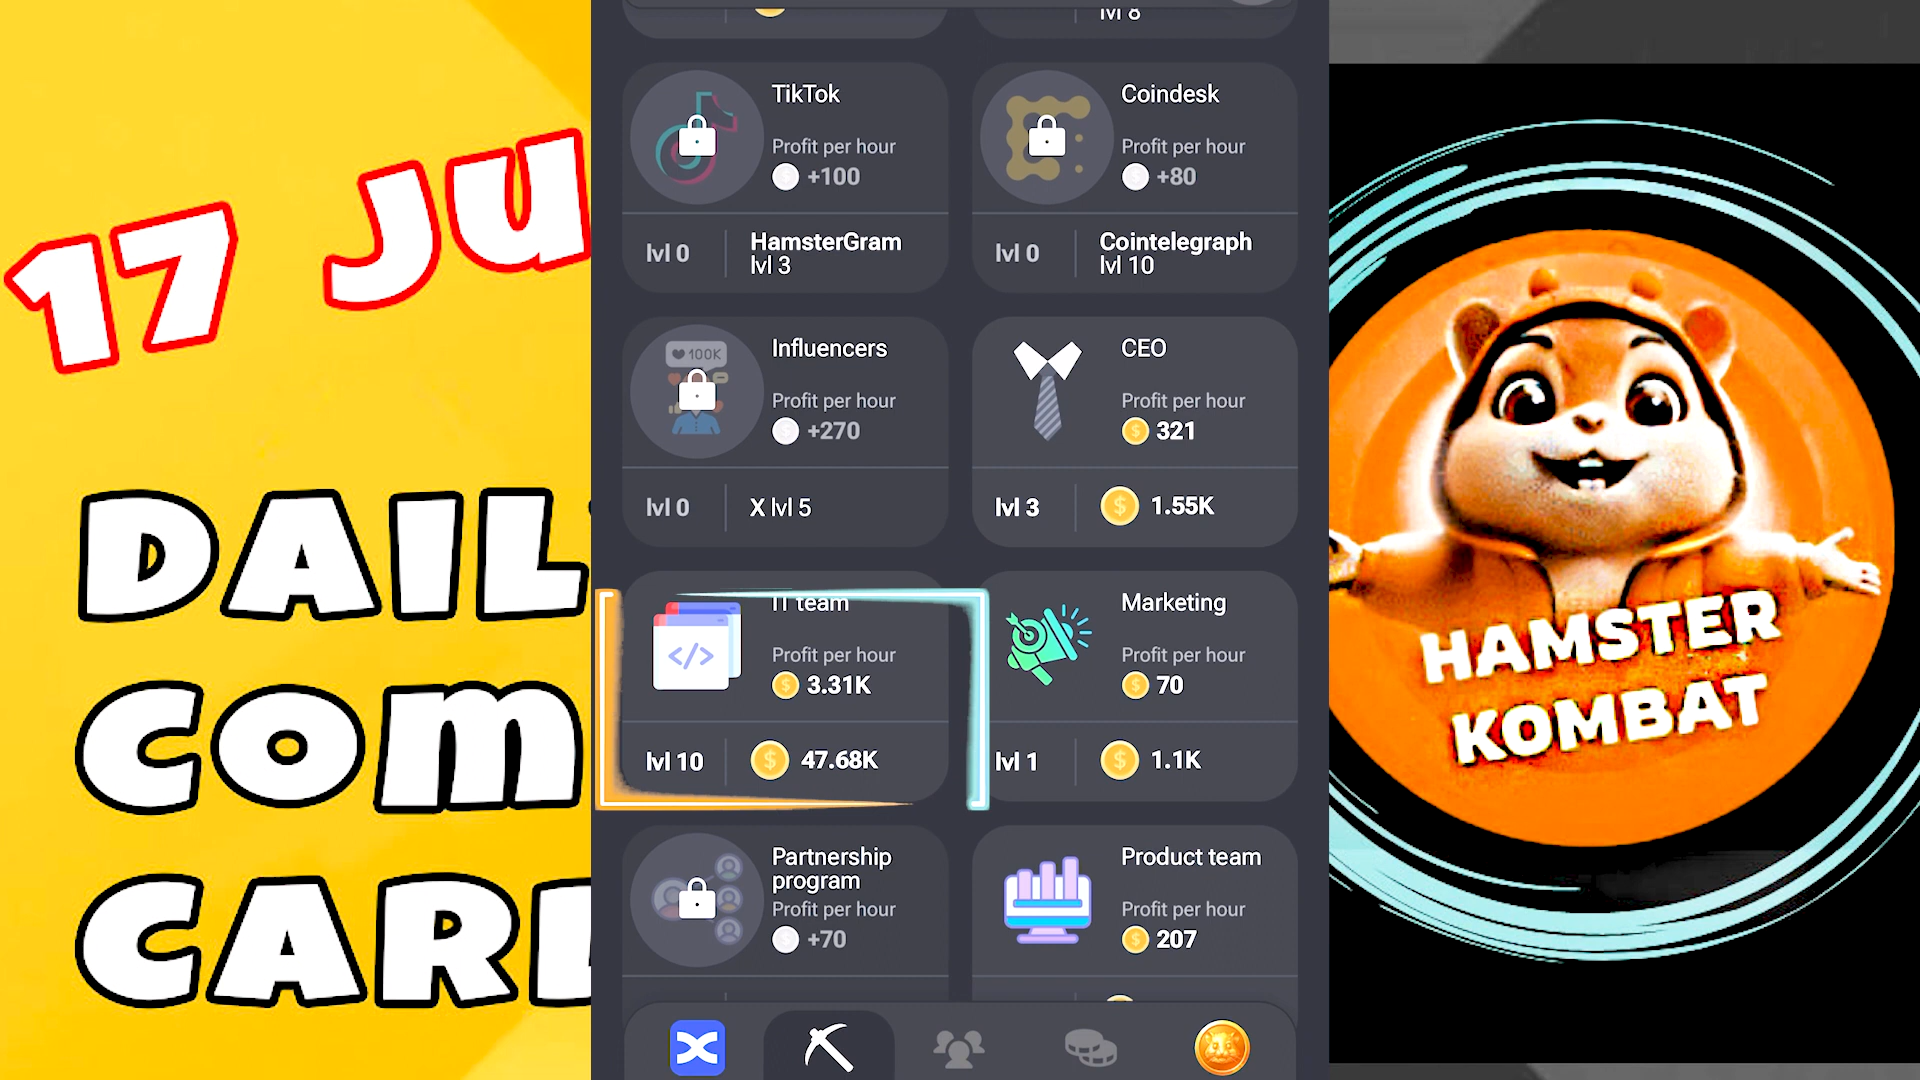 17 JU
DAIL
COM
CAR
lvl 8
TikTok
Profit per hour
+100
lvl 0
HamsterGram
lvl 3
Coindesk
Profit per hour
+80
lvl 0
Cointelegraph
lvl 10
100K
Influencers
Profit per hour
+270
lvl 0
X lvl 5
CEO
Profit per hour
321
lvl 3
1.55K
IT team
</>
Profit per hour
3.31K
lvl 10
47.68K
Marketing
Profit per hour
70
lvl 1
1.1K
Partnership
program
Profit per hour
+70
Product team
Profit per hour
207
HAMSTER
KOMBAT